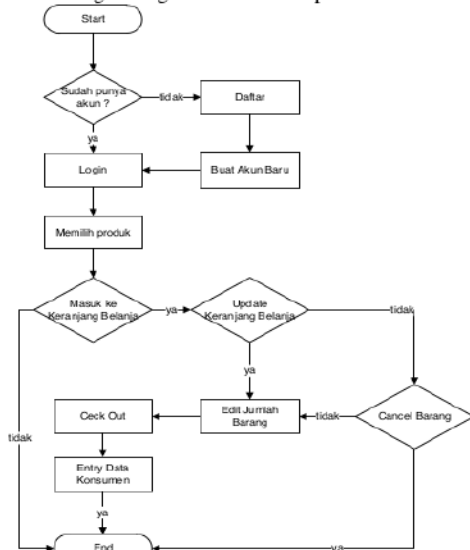 Start
Sudah punya
akun ?
tidak
Daftar
ya
Login
Buat Akun Baru
Memilih produk
Masuk ke
Keranjang Belanja
ya
Update
Keranjang Belanja
tidak
ya
Ceck Out
Edit Jumlah
Barang
tidak
Cancel Barang
tidak
Entry Data
Konsumen
ya
End
ya